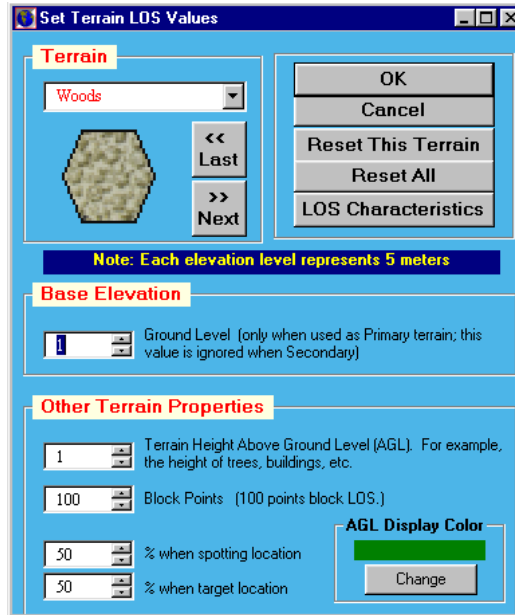 Set Terrain LOS Values
Terrain
Woods
<<
Last
>>
Next
OK
Cancel
Reset This Terrain
Reset All
LOS Characteristics
Note: Each elevation level represents 5 meters
Base Elevation
1
Ground Level (only when used as Primary terrain; this
value is ignored when Secondary)
Other Terrain Properties
1
Terrain Height Above Ground Level (AGL). For example,
the height of trees, buildings, etc.
100
Block Points (100 points block LOS.)
50
% when spotting location
50
% when target location
AGL Display Color
Change